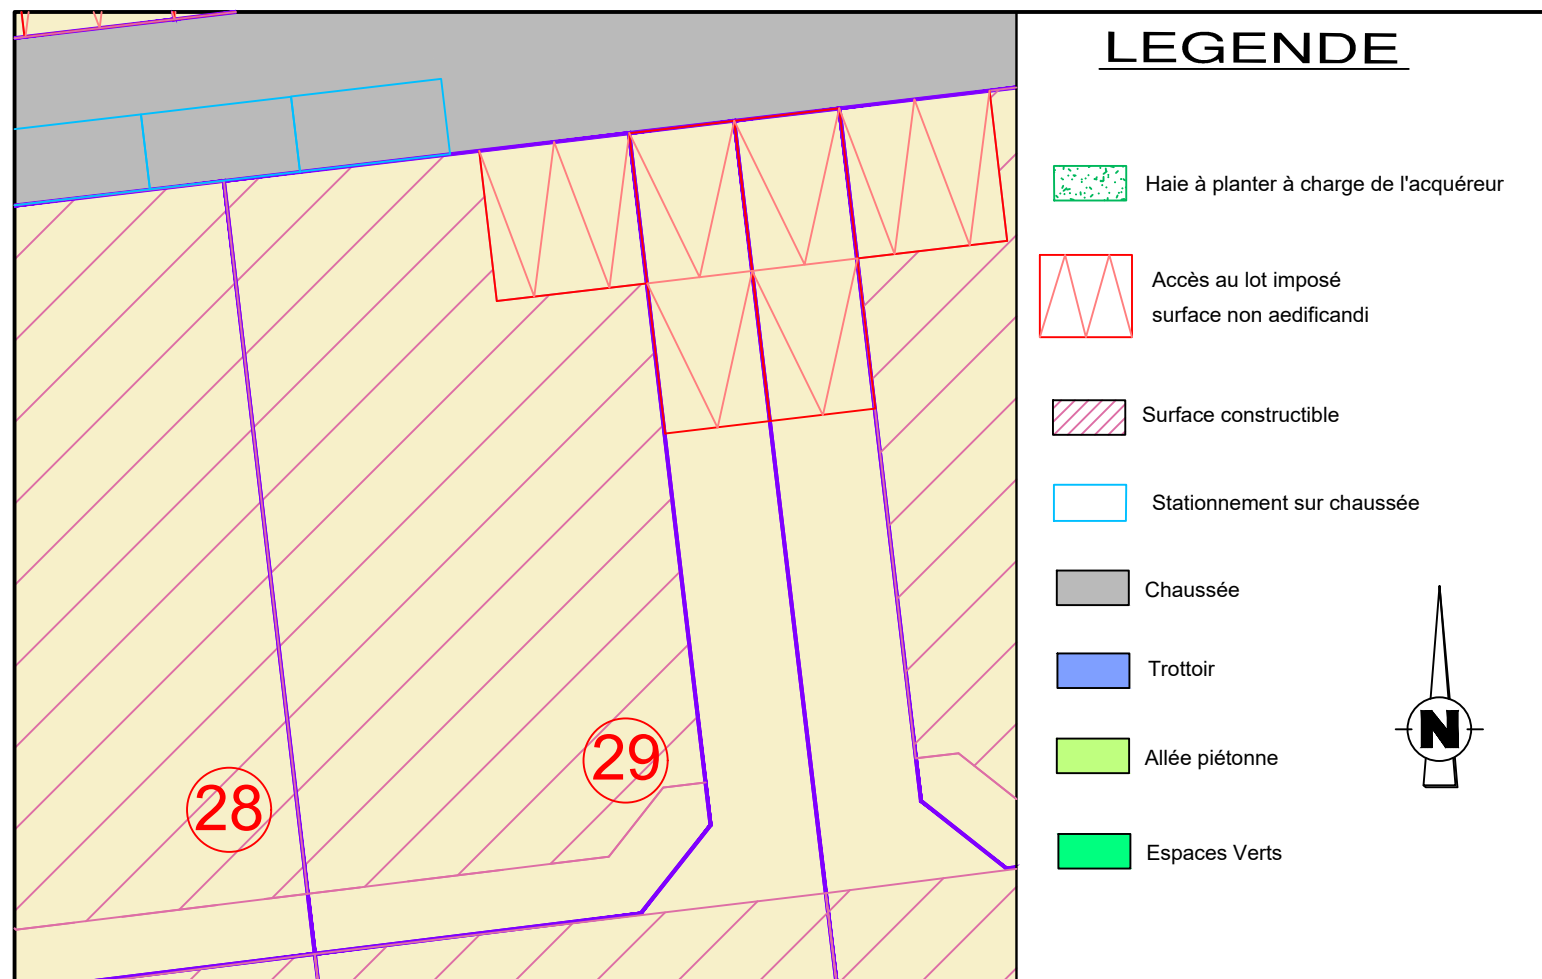 LEGENDE
Haie à planter à charge de l'acquéreur
Accès au lot imposé
surface non aedificandi
Surface constructible
Stationnement sur chaussée
Chaussée
Trottoir
Allée piétonne
Espaces Verts
N
29
28